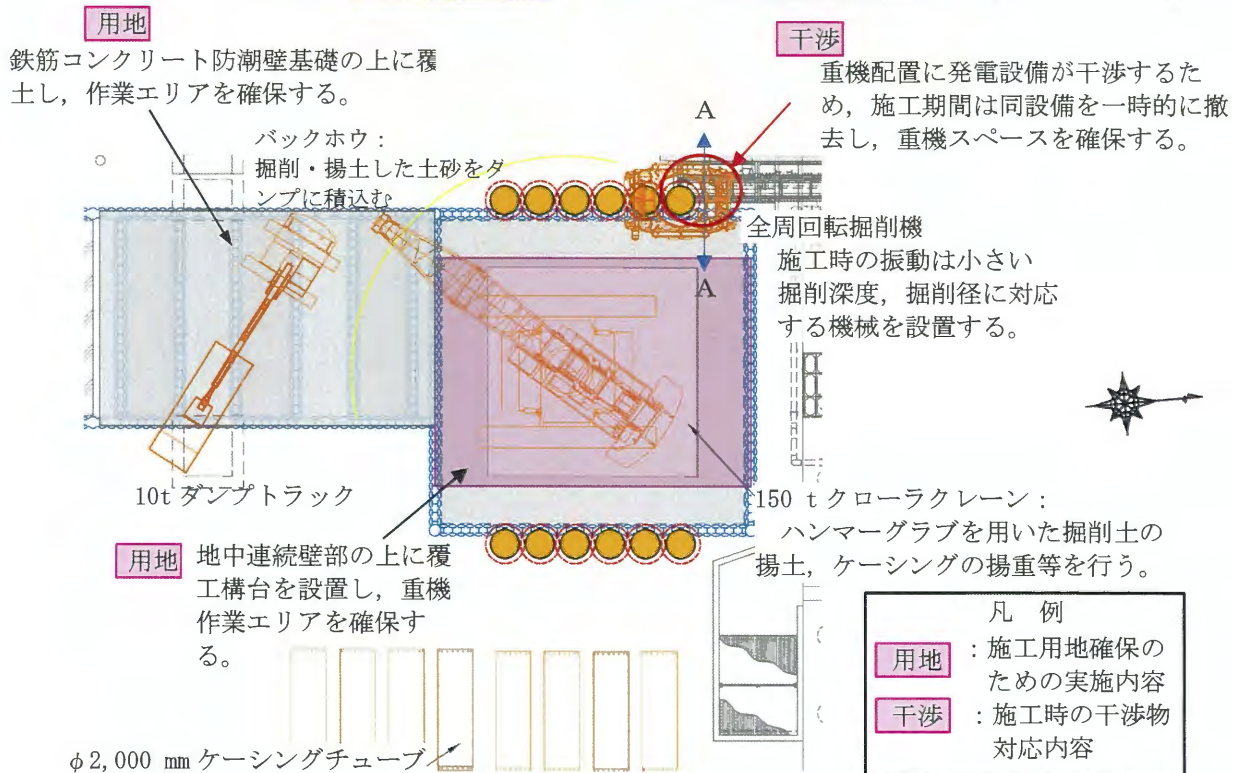 用地
鉄筋コンクリート防潮壁基礎の上に覆
土し，作業エリアを確保する。
干渉
重機配置に発電設備が干渉するた
め，施工期間は同設備を一時的に撤
去し，重機スペースを確保する。
バックホウ：
掘削・揚土した土砂をダ
ンプに積込む
A
全周回転掘削機
施工時の振動は小さい
掘削深度，掘削径に対応
する機械を設置する。
A
10t ダンプトラック
150 t クローラクレーン：
ハンマーグラブを用いた掘削土の
揚土，ケーシングの揚重等を行う。
用地
地中連続壁部の上に覆
工構台を設置し，重機
作業エリアを確保す
る。
φ2,000 mm ケーシングチューブ
凡 例
用地 ：施工用地確保の
ための実施内容
干渉 ：施工時の干渉物
対応内容